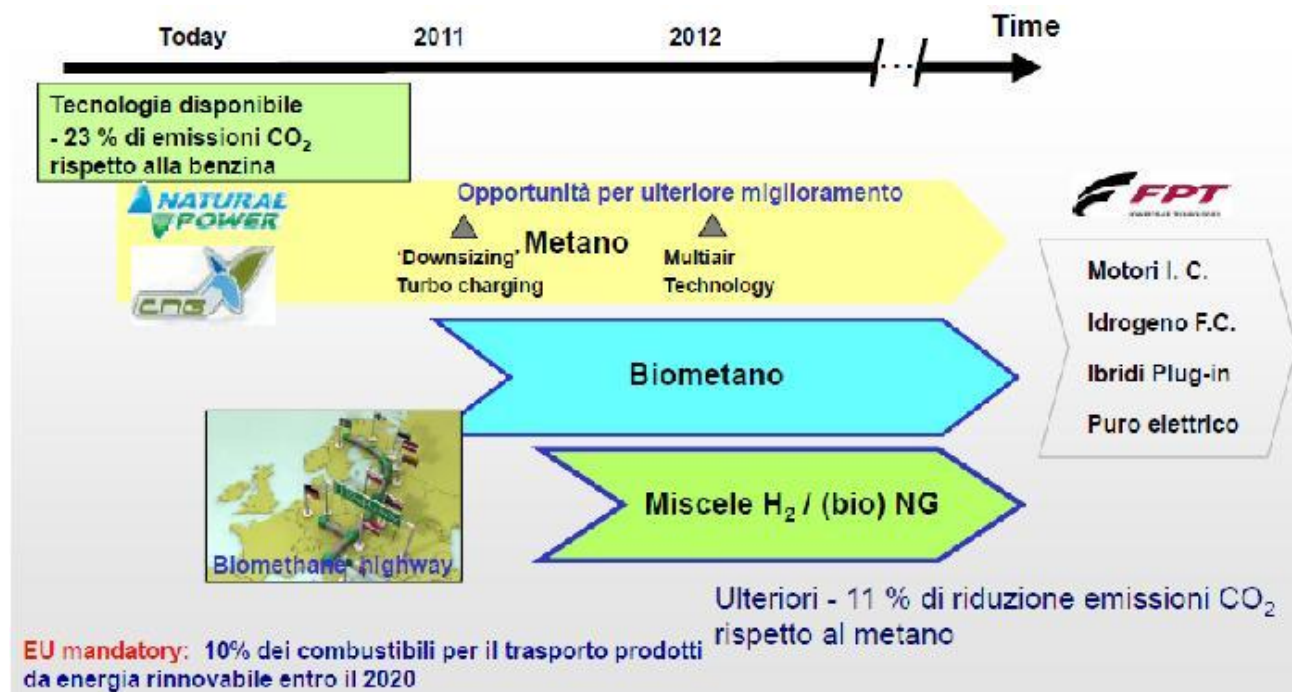 Today 2011 2012 Time
Tecnologia disponibile
- 23 % di emissioni CO₂
rispetto alla benzina
NATURAL
POWER
CNG
Opportunità per ulteriore miglioramento
Metano
'Downsizing'
Turbo charging
Multiair
Technology
FPT
Biometano
Miscele H₂ / (bio) NG
Motori I. C.
Idrogeno F.C.
Ibridi Plug-in
Puro elettrico
Biomethane highway
Ulteriori - 11 % di riduzione emissioni CO₂
rispetto al metano
EU mandatory: 10% dei combustibili per il trasporto prodotti
da energia rinnovabile entro il 2020